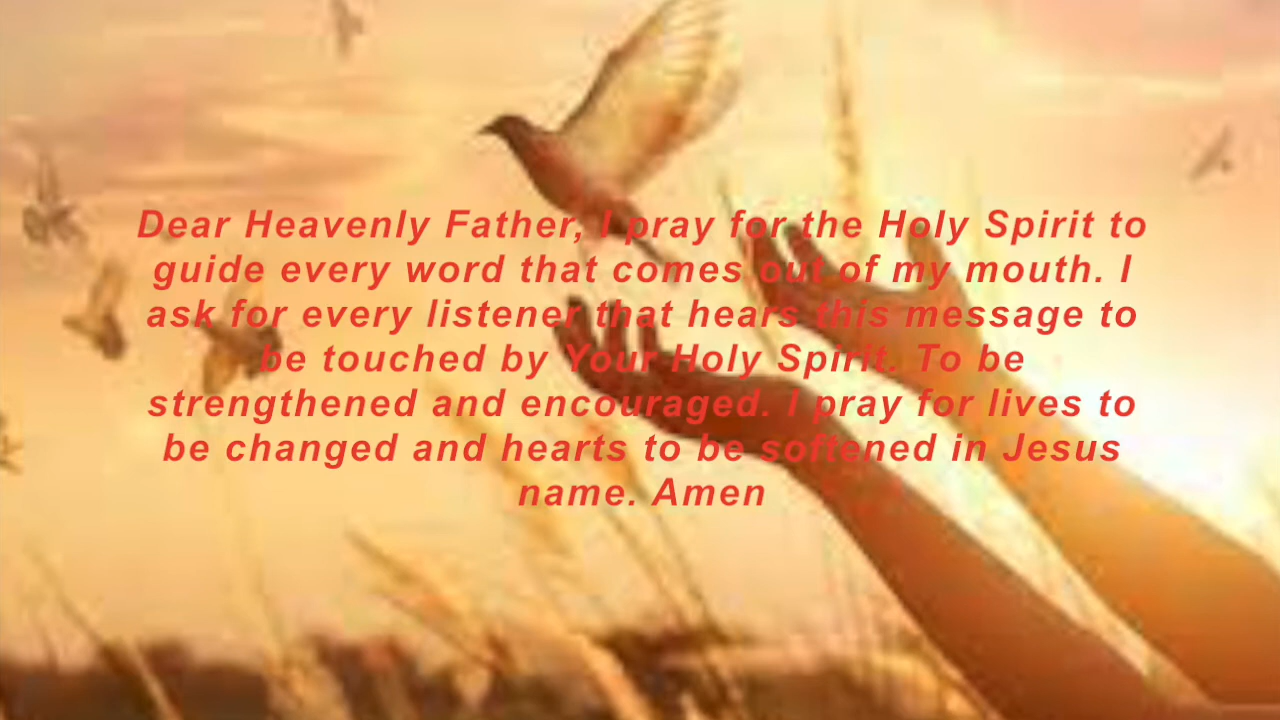 Dear Heavenly Father, I pray for the Holy Spirit to
guide every word that comes out of my mouth. I
ask for every listener that hears this message to
be touched by Your Holy Spirit. To be
strengthened and encouraged. I pray for lives to
be changed and hearts to be softened in Jesus
name. Amen